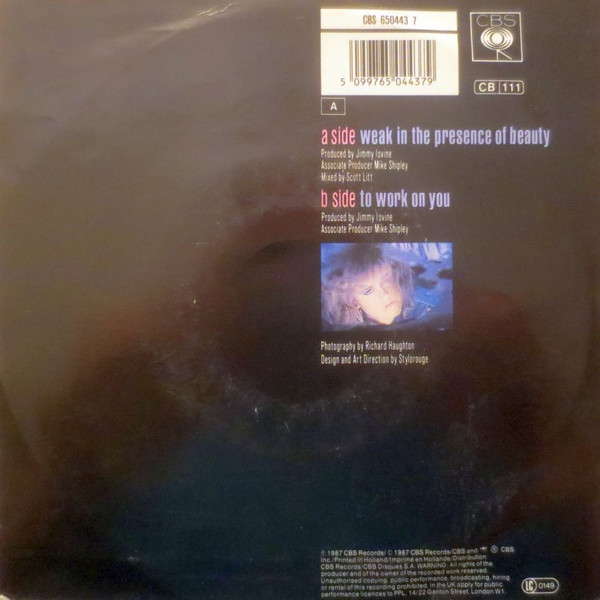 CBS 650443 7
CBS
5 099765 044379
CB 111
A
a side weak in the presence of beauty
Produced by Jimmy Iovine
Associate Producer Mike Shipley
Mixed by Scott Litt
b side to work on you
Produced by Jimmy Iovine
Associate Producer Mike Shipley
Photography by Richard Haughton
Design and Art Direction by Stylorouge
℗ 1987 CBS Records/ © 1987 CBS Records/CBS and ® CBS
Inc./Printed in Holland/Imprimé en Hollande/Distribution
CBS Records/CBS Disques S.A. WARNING: All rights of the
producer and of the owner of the recorded work reserved.
Unauthorised copying, public performance, broadcasting, hiring
or rental of this recording prohibited. In the UK apply for public
performance licences to PPL, 14/22 Ganton Street, London W1.
LC 0149